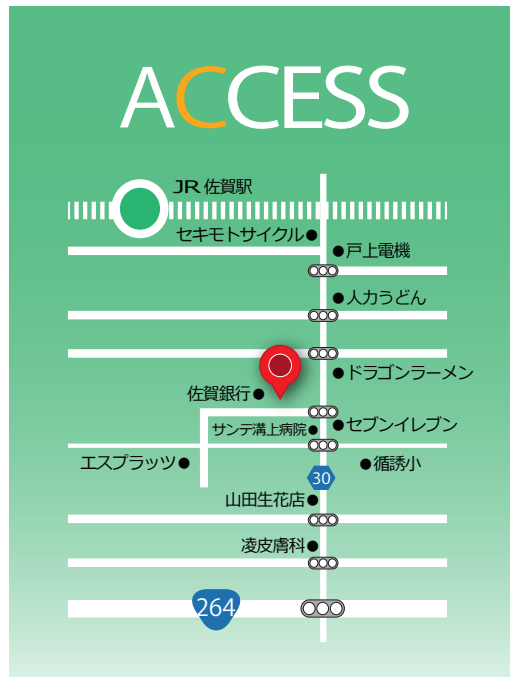 ACCESS
JR 佐賀駅
セキモトサイクル
戸上電機
人力うどん
ドラゴンラーメン
佐賀銀行
セブンイレブン
サンテ溝上病院
エスプラッツ
循誘小
30
山田生花店
凌皮膚科
264